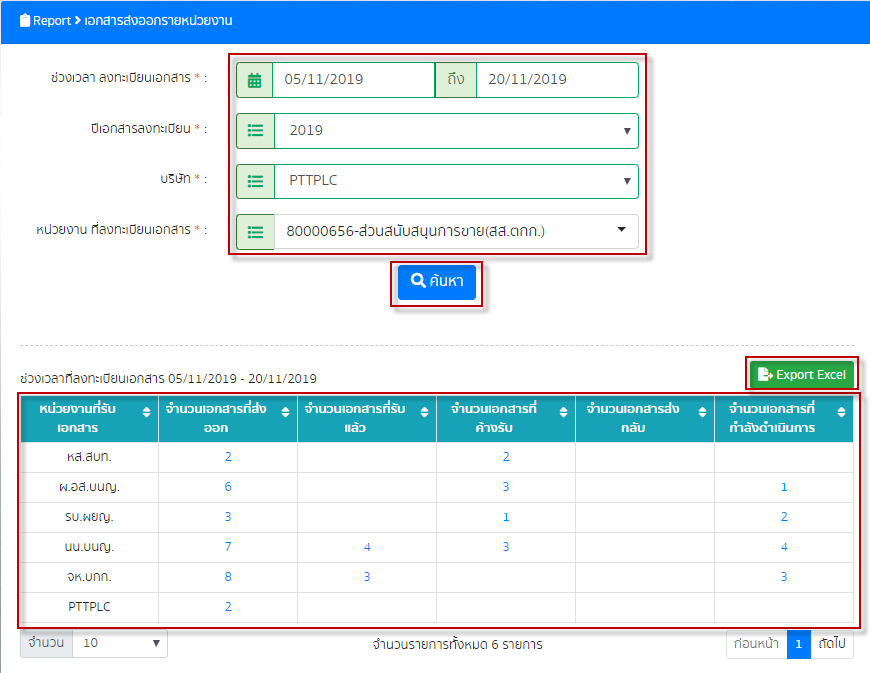 Report > เอกสารส่งออกรายหน่วยงาน
ช่วงเวลา ลงทะเบียนเอกสาร * : 05/11/2019 ถึง 20/11/2019
ปีเอกสารลงทะเบียน * : 2019
บริษัท * : PTTPLC
หน่วยงาน ที่ลงทะเบียนเอกสาร * : 80000656-ส่วนสนับสนุนการขาย(สส.ตกก.)
ค้นหา
Export Excel
ช่วงเวลาที่ลงทะเบียนเอกสาร 05/11/2019 - 20/11/2019
หน่วยงานที่รับเอกสาร จำนวนเอกสารที่ส่งออก จำนวนเอกสารที่รับแล้ว จำนวนเอกสารที่ค้างรับ จำนวนเอกสารส่งกลับ จำนวนเอกสารที่กำลังดำเนินการ
หส.สบท. 2 2
ผ.อส.บนญ. 6 3 1
รบ.ผยญ. 3 1 2
นน.บนญ. 7 4 3 4
จห.บกก. 8 3 3
PTTPLC 2
จำนวน 10 จำนวนรายการทั้งหมด 6 รายการ ก่อนหน้า 1 ถัดไป